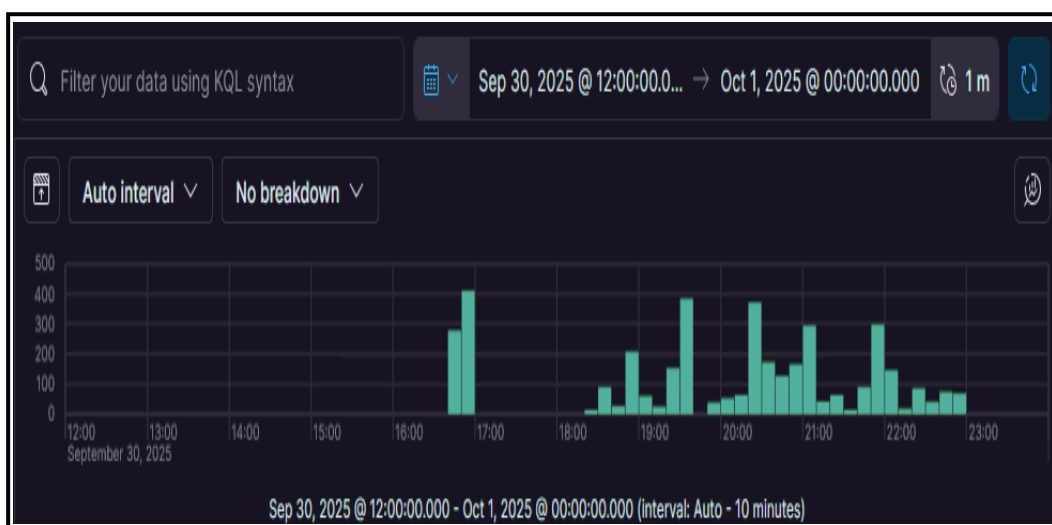 Filter your data using KQL syntax
Sep 30, 2025 @ 12:00:00.0... → Oct 1, 2025 @ 00:00:00.000
1 m
Auto interval
No breakdown
500
400
300
200
100
0
12:00 13:00 14:00 15:00 16:00 17:00 18:00 19:00 20:00 21:00 22:00 23:00
September 30, 2025
Sep 30, 2025 @ 12:00:00.000 - Oct 1, 2025 @ 00:00:00.000 (interval: Auto - 10 minutes)